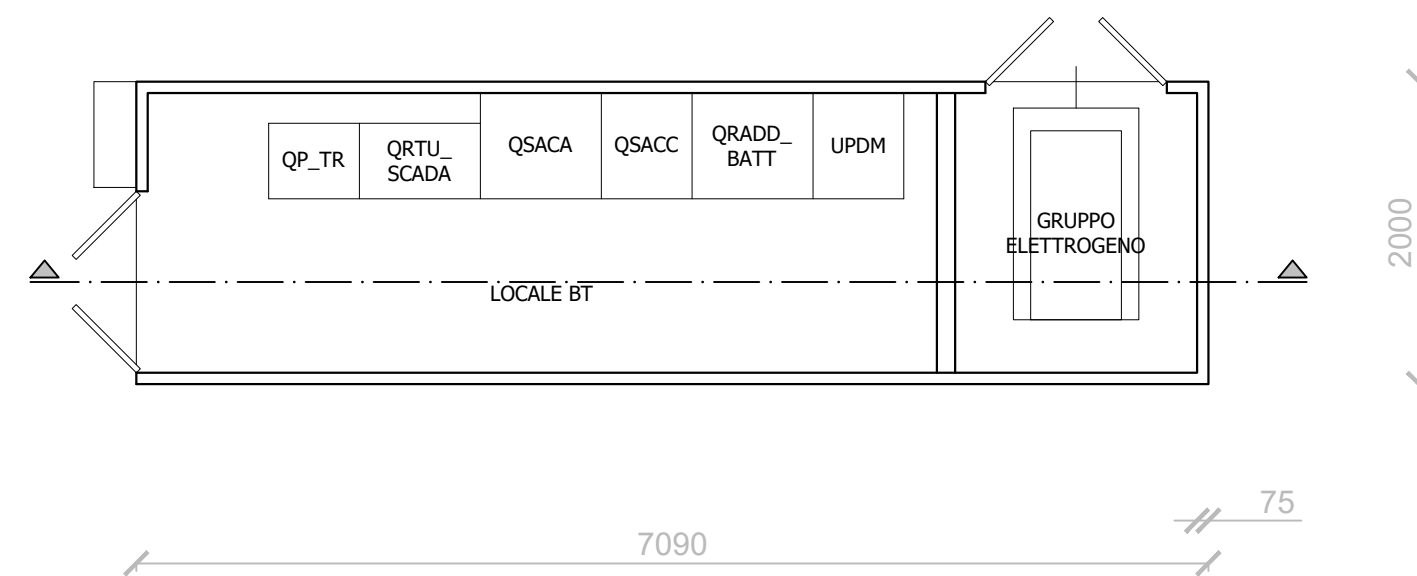 QP_TR
QRTU_
SCADA
QSACA
QSACC
QRADD_
BATT
UPDM
GRUPPO
ELETTROGENO
LOCALE BT
2000
75
7090